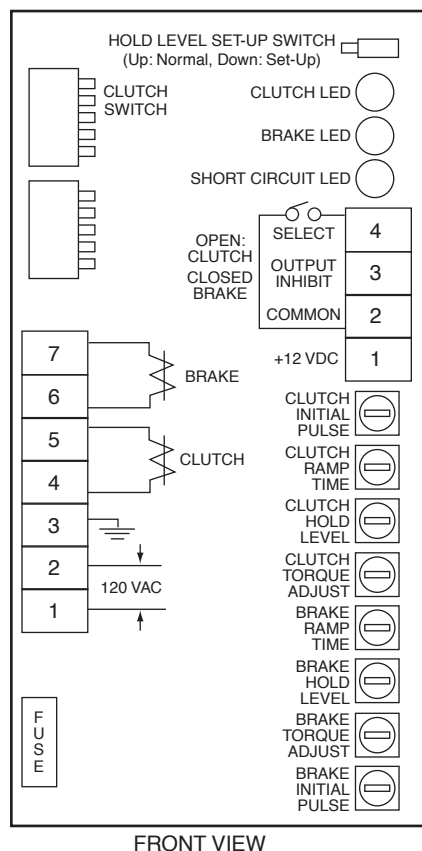 HOLD LEVEL SET-UP SWITCH
(Up: Normal, Down: Set-Up)
CLUTCH
SWITCH
CLUTCH LED
BRAKE LED
SHORT CIRCUIT LED
OPEN:
CLUTCH
CLOSED
BRAKE
SELECT
4
OUTPUT
INHIBIT
3
COMMON
2
+12 VDC
1
7
6
BRAKE
5
4
CLUTCH
3
2
120 VAC
1
CLUTCH
INITIAL
PULSE
CLUTCH
RAMP
TIME
CLUTCH
HOLD
LEVEL
CLUTCH
TORQUE
ADJUST
BRAKE
RAMP
TIME
BRAKE
HOLD
LEVEL
BRAKE
TORQUE
ADJUST
BRAKE
INITIAL
PULSE
FUSE
FRONT VIEW